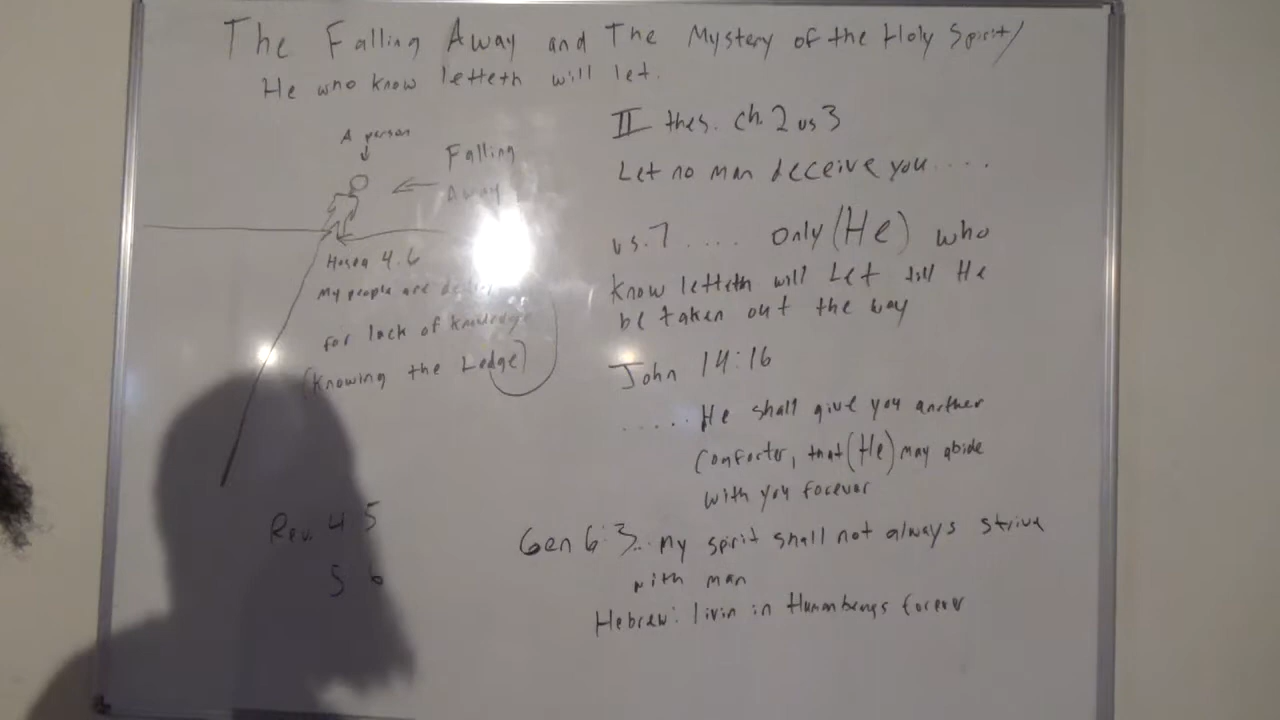 The Falling Away and The Mystery of the Holy Spirit/
He who know letteth will let.
A person
Falling
Away
Hosea 4.6
My people are
for lack of knowledge
(Knowing the Ledge)
Rev. 4 5
5 6
II thes. ch. 2 vs 3
Let no man deceive you.....
vs. 7 .... only (He) who
know letteth will Let till He
be taken out the way
John 14:16
..... He shall give you another
comforter, that (He) may abide
with you forever
Gen 6:3... my spirit shall not always strive
with man
Hebrew: livin in Humanbeings forever